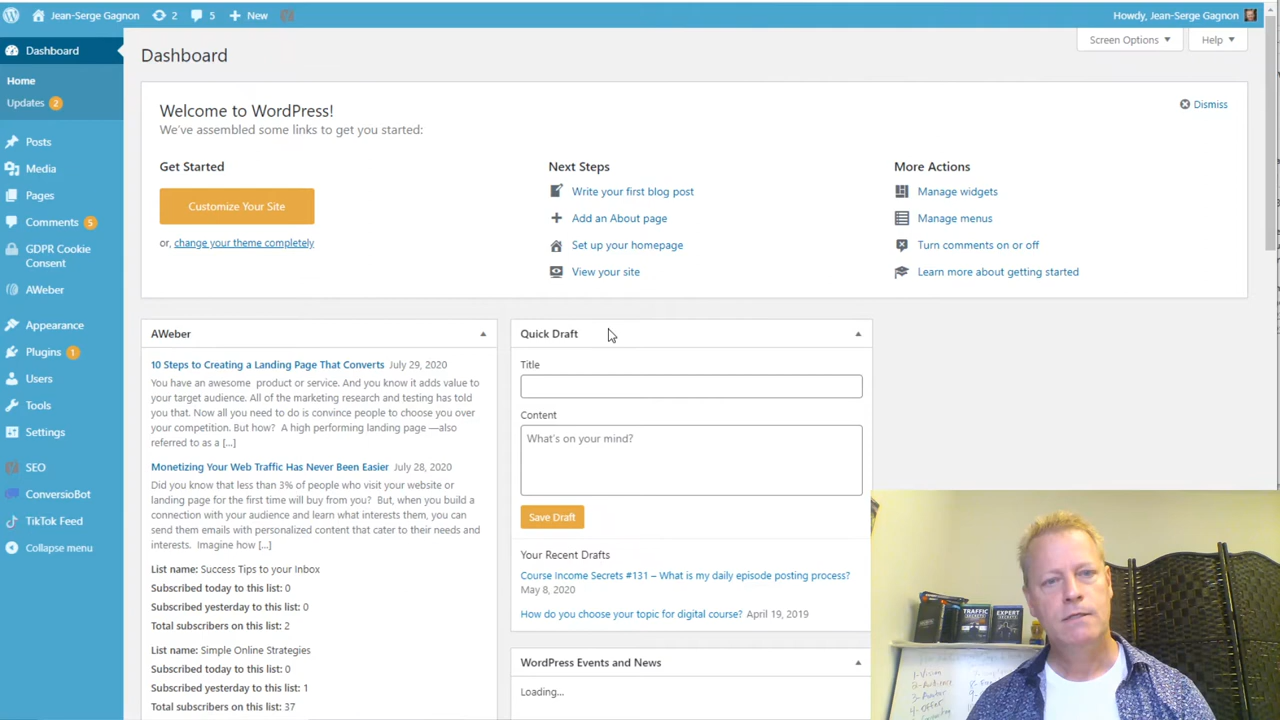 Jean-Serge Gagnon 2 5 New
Howdy, Jean-Serge Gagnon
Screen Options
Help
Dashboard
Home
Updates 2
Posts
Media
Pages
Comments 5
GDPR Cookie
Consent
AWeber
Appearance
Plugins 1
Users
Tools
Settings
SEO
ConversioBot
TikTok Feed
Collapse menu
Dashboard
Welcome to WordPress!
Dismiss
We've assembled some links to get you started:
Get Started
Customize Your Site
or, change your theme completely
Next Steps
Write your first blog post
Add an About page
Set up your homepage
View your site
More Actions
Manage widgets
Manage menus
Turn comments on or off
Learn more about getting started
AWeber
10 Steps to Creating a Landing Page That Converts July 29, 2020
You have an awesome product or service. And you know it adds value to
your target audience. All of the marketing research and testing has told
you that. Now all you need to do is convince people to choose you over
your competition. But how? A high performing landing page —also
referred to as a [...]
Monetizing Your Web Traffic Has Never Been Easier July 28, 2020
Did you know that less than 3% of people who visit your website or
landing page for the first time will buy from you? But, when you build a
connection with your audience and learn what interests them, you can
send them emails with personalized content that cater to their needs and
interests. Imagine how [...]
List name: Success Tips to your Inbox
Subscribed today to this list: 0
Subscribed yesterday to this list: 0
Total subscribers on this list: 2
List name: Simple Online Strategies
Subscribed today to this list: 0
Subscribed yesterday to this list: 1
Total subscribers on this list: 37
Quick Draft
Title
Content
What's on your mind?
Save Draft
Your Recent Drafts
Course Income Secrets #131 – What is my daily episode posting process?
May 8, 2020
How do you choose your topic for digital course? April 19, 2019
WordPress Events and News
Loading...
TRAFFIC
SECRETS
EXPERT
SECRETS
1-Vision
4-Offer